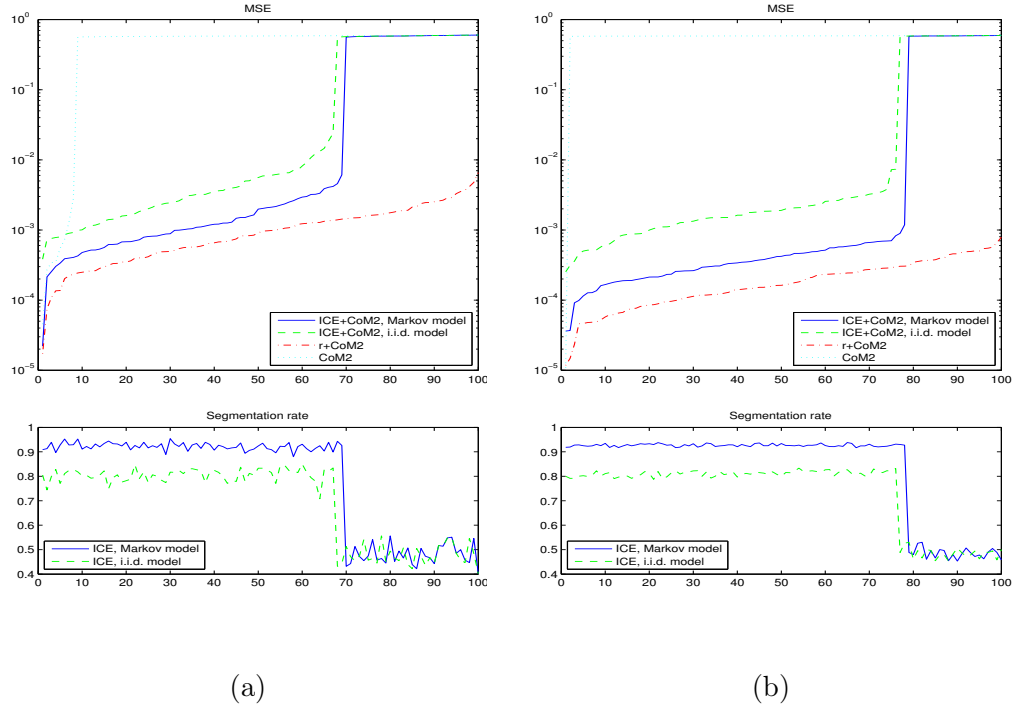 MSE
10^0
10^-1
10^-2
10^-3
10^-4
10^-5
0 10 20 30 40 50 60 70 80 90 100
ICE+CoM2, Markov model
ICE+CoM2, i.i.d. model
r+CoM2
CoM2
Segmentation rate
1
0.9
0.8
0.7
0.6
0.5
0.4
0 10 20 30 40 50 60 70 80 90 100
ICE, Markov model
ICE, i.i.d. model
(a)
MSE
10^0
10^-1
10^-2
10^-3
10^-4
10^-5
0 10 20 30 40 50 60 70 80 90 100
ICE+CoM2, Markov model
ICE+CoM2, i.i.d. model
r+CoM2
CoM2
Segmentation rate
1
0.9
0.8
0.7
0.6
0.5
0.4
0 10 20 30 40 50 60 70 80 90 100
ICE, Markov model
ICE, i.i.d. model
(b)